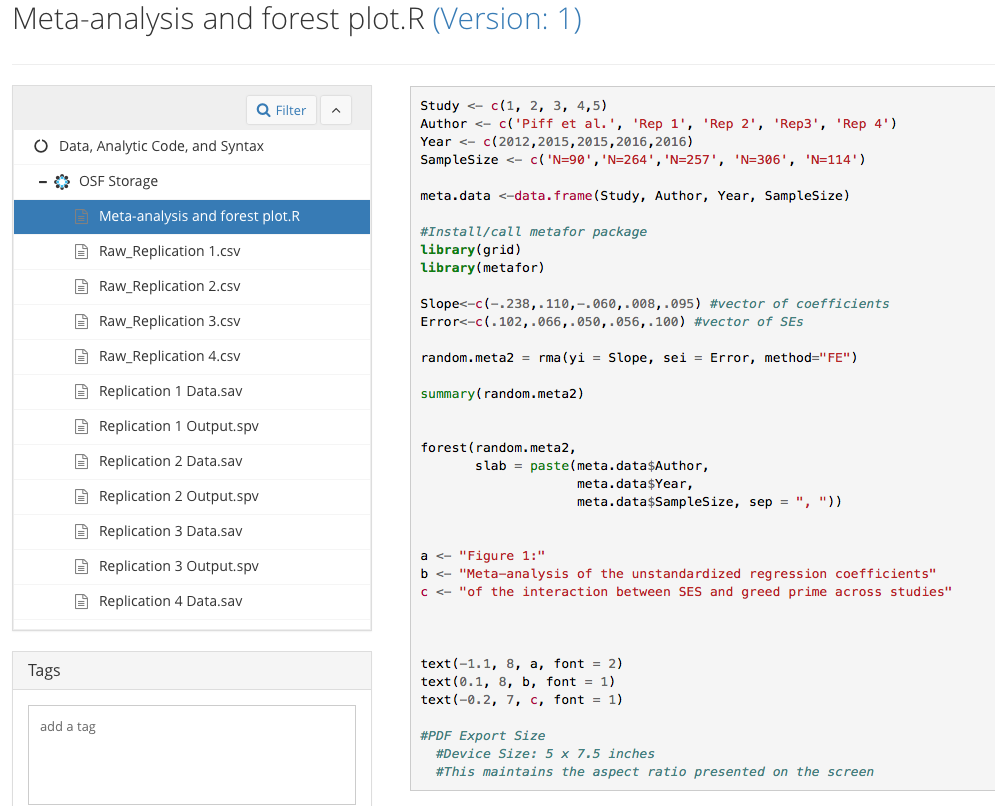 Meta-analysis and forest plot.R (Version: 1)
Filter
Data, Analytic Code, and Syntax
OSF Storage
Meta-analysis and forest plot.R
Raw_Replication 1.csv
Raw_Replication 2.csv
Raw_Replication 3.csv
Raw_Replication 4.csv
Replication 1 Data.sav
Replication 1 Output.spv
Replication 2 Data.sav
Replication 2 Output.spv
Replication 3 Data.sav
Replication 3 Output.spv
Replication 4 Data.sav
Tags
add a tag
Study <- c(1, 2, 3, 4,5)
Author <- c('Piff et al.', 'Rep 1', 'Rep 2', 'Rep3', 'Rep 4')
Year <- c(2012,2015,2015,2016,2016)
SampleSize <- c('N=90','N=264','N=257', 'N=306', 'N=114')
meta.data <-data.frame(Study, Author, Year, SampleSize)
#Install/call metafor package
library(grid)
library(metafor)
Slope<-c(-.238,.110,-.060,.008,.095) #vector of coefficients
Error<-c(.102,.066,.050,.056,.100) #vector of SEs
random.meta2 = rma(yi = Slope, sei = Error, method="FE")
summary(random.meta2)
forest(random.meta2,
slab = paste(meta.data$Author,
meta.data$Year,
meta.data$SampleSize, sep = ", "))
a <- "Figure 1:"
b <- "Meta-analysis of the unstandardized regression coefficients"
c <- "of the interaction between SES and greed prime across studies"
text(-1.1, 8, a, font = 2)
text(0.1, 8, b, font = 1)
text(-0.2, 7, c, font = 1)
#PDF Export Size
#Device Size: 5 x 7.5 inches
#This maintains the aspect ratio presented on the screen